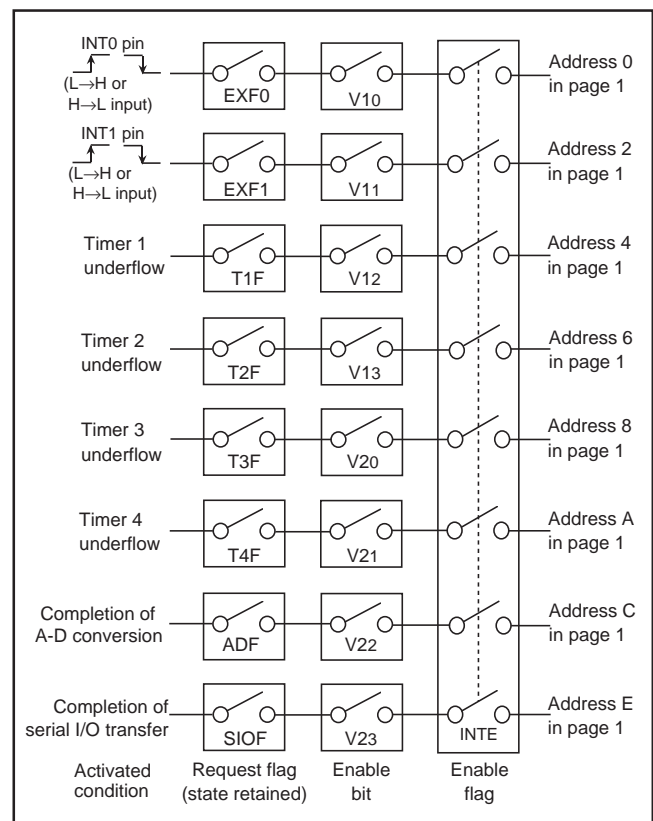 INT0 pin
(L→H or
H→L input)
EXF0
V10
Address 0
in page 1
INT1 pin
(L→H or
H→L input)
EXF1
V11
Address 2
in page 1
Timer 1
underflow
T1F
V12
Address 4
in page 1
Timer 2
underflow
T2F
V13
Address 6
in page 1
Timer 3
underflow
T3F
V20
Address 8
in page 1
Timer 4
underflow
T4F
V21
Address A
in page 1
Completion of
A-D conversion
ADF
V22
Address C
in page 1
Completion of
serial I/O transfer
SIOF
V23
INTE
Address E
in page 1
Activated
condition
Request flag
(state retained)
Enable
bit
Enable
flag